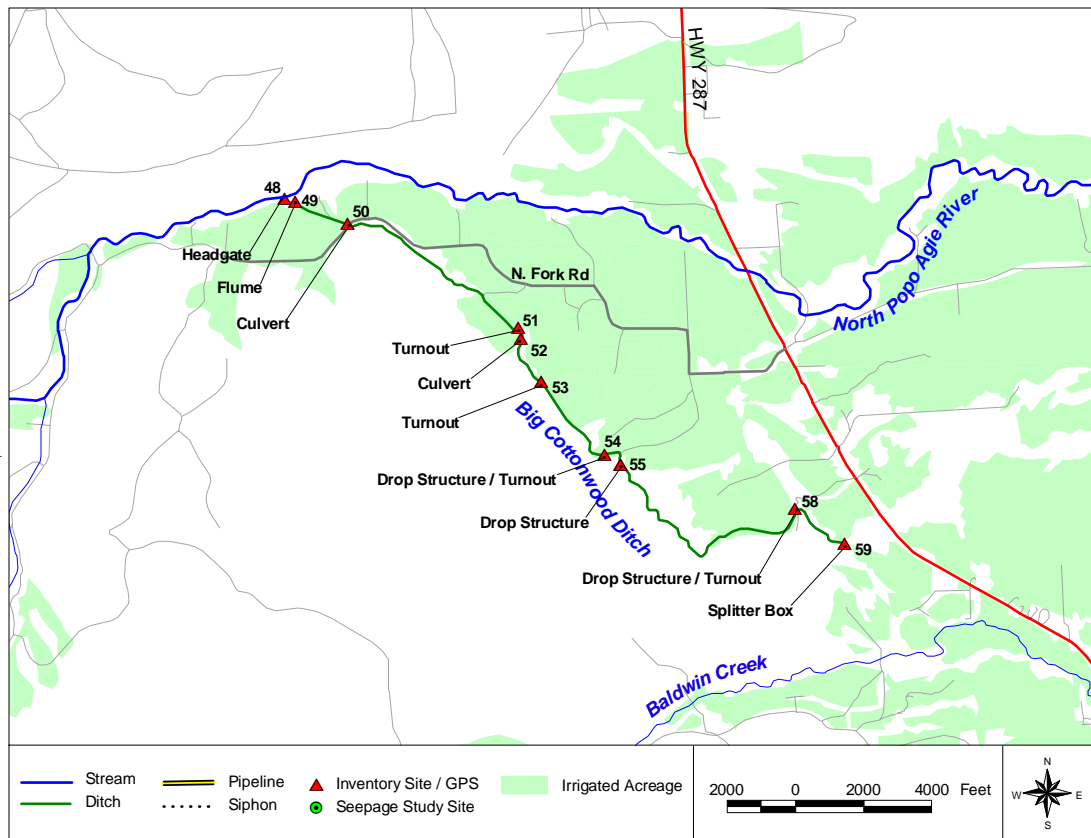 HWY 287
48
49
50
Headgate
Flume
Culvert
N. Fork Rd
North Popo Agie River
51
Turnout
52
Culvert
53
Turnout
Big Cottonwood Ditch
54
Drop Structure / Turnout
55
Drop Structure
58
Drop Structure / Turnout
59
Splitter Box
Baldwin Creek
Stream
Ditch
Pipeline
Siphon
Inventory Site / GPS
Seepage Study Site
Irrigated Acreage
2000 0 2000 4000 Feet
N
W E
S